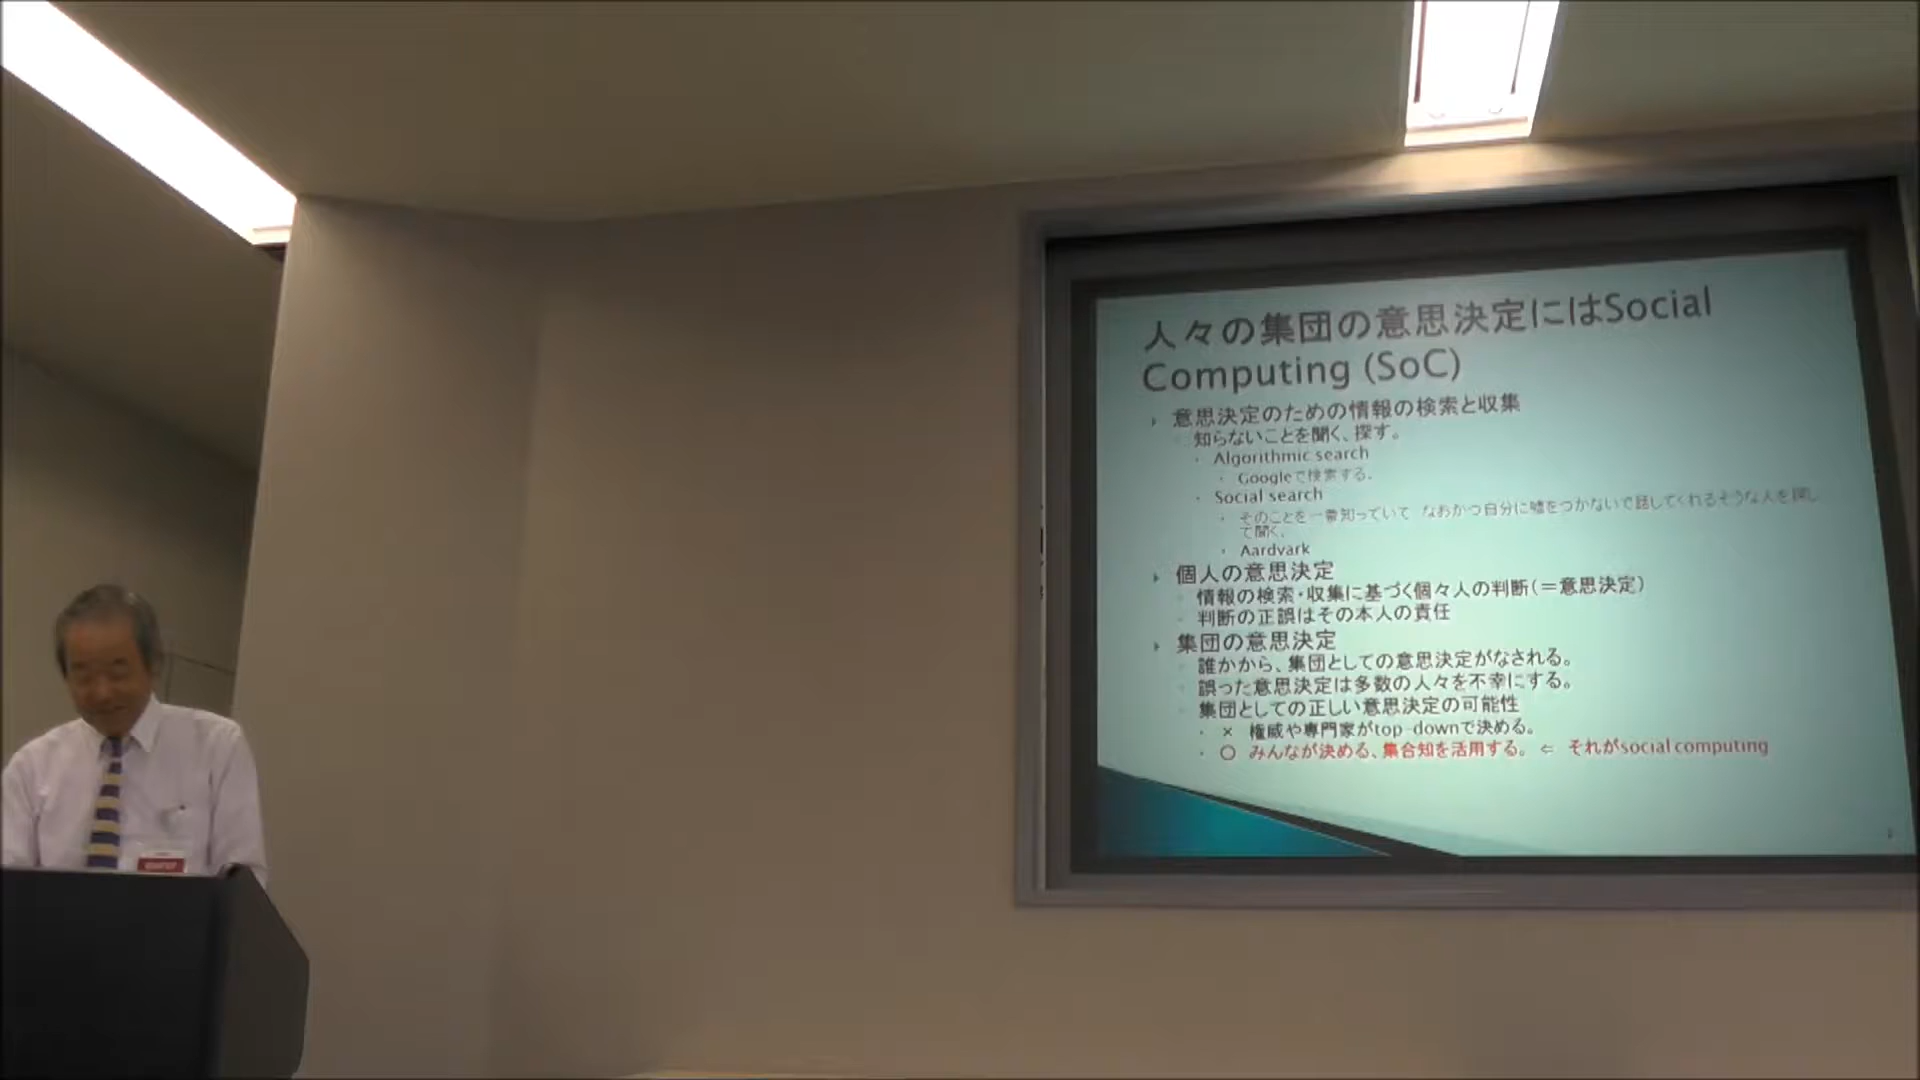 人々の集団の意思決定にはSocial
Computing (SoC)
意思決定のための情報の検索と収集
知らないことを聞く、探す。
Algorithmic search
Googleで検索する.
Social search
そのことを一番知っていて なおかつ自分に嘘をつかないで話してくれるそうな人を探し
て聞く.
Aardvark
個人の意思決定
情報の検索・収集に基づく個々人の判断(＝意思決定)
判断の正誤はその本人の責任
集団の意思決定
誰かから、集団としての意思決定がなされる。
誤った意思決定は多数の人々を不幸にする。
集団としての正しい意思決定の可能性
× 権威や専門家がtop-downで決める。
○ みんなが決める、集合知を活用する。 ⇐ それがsocial computing